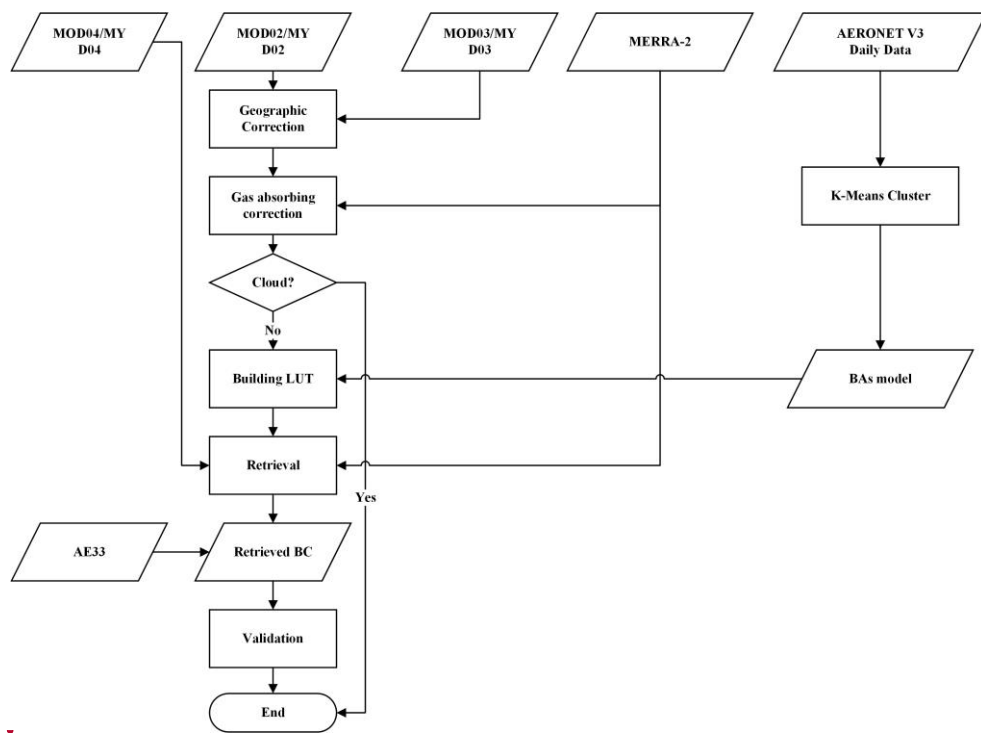 MOD04/MY
D04
MOD02/MY
D02
MOD03/MY
D03
MERRA-2
AERONET V3
Daily Data
Geographic
Correction
K-Means Cluster
Gas absorbing
correction
Cloud?
No
Building LUT
BAs model
Retrieval
Yes
AE33
Retrieved BC
Validation
End